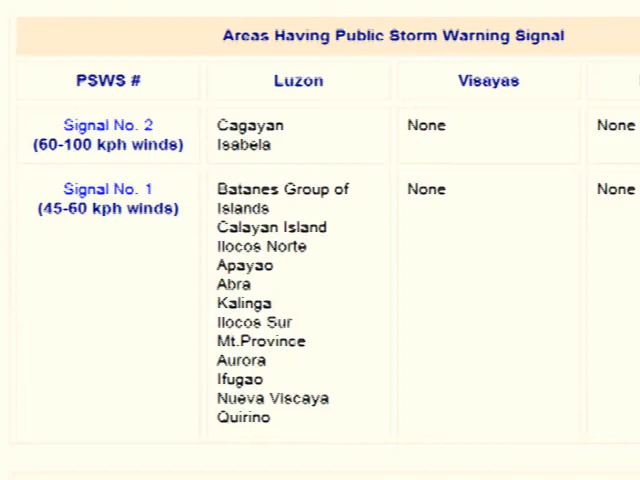 Areas Having Public Storm Warning Signal
PSWS #
Luzon
Visayas
Signal No. 2
(60-100 kph winds)
Cagayan
Isabela
None
None
Signal No. 1
(45-60 kph winds)
Batanes Group of
Islands
Calayan Island
Ilocos Norte
Apayao
Abra
Kalinga
Ilocos Sur
Mt.Province
Aurora
Ifugao
Nueva Viscaya
Quirino
None
None